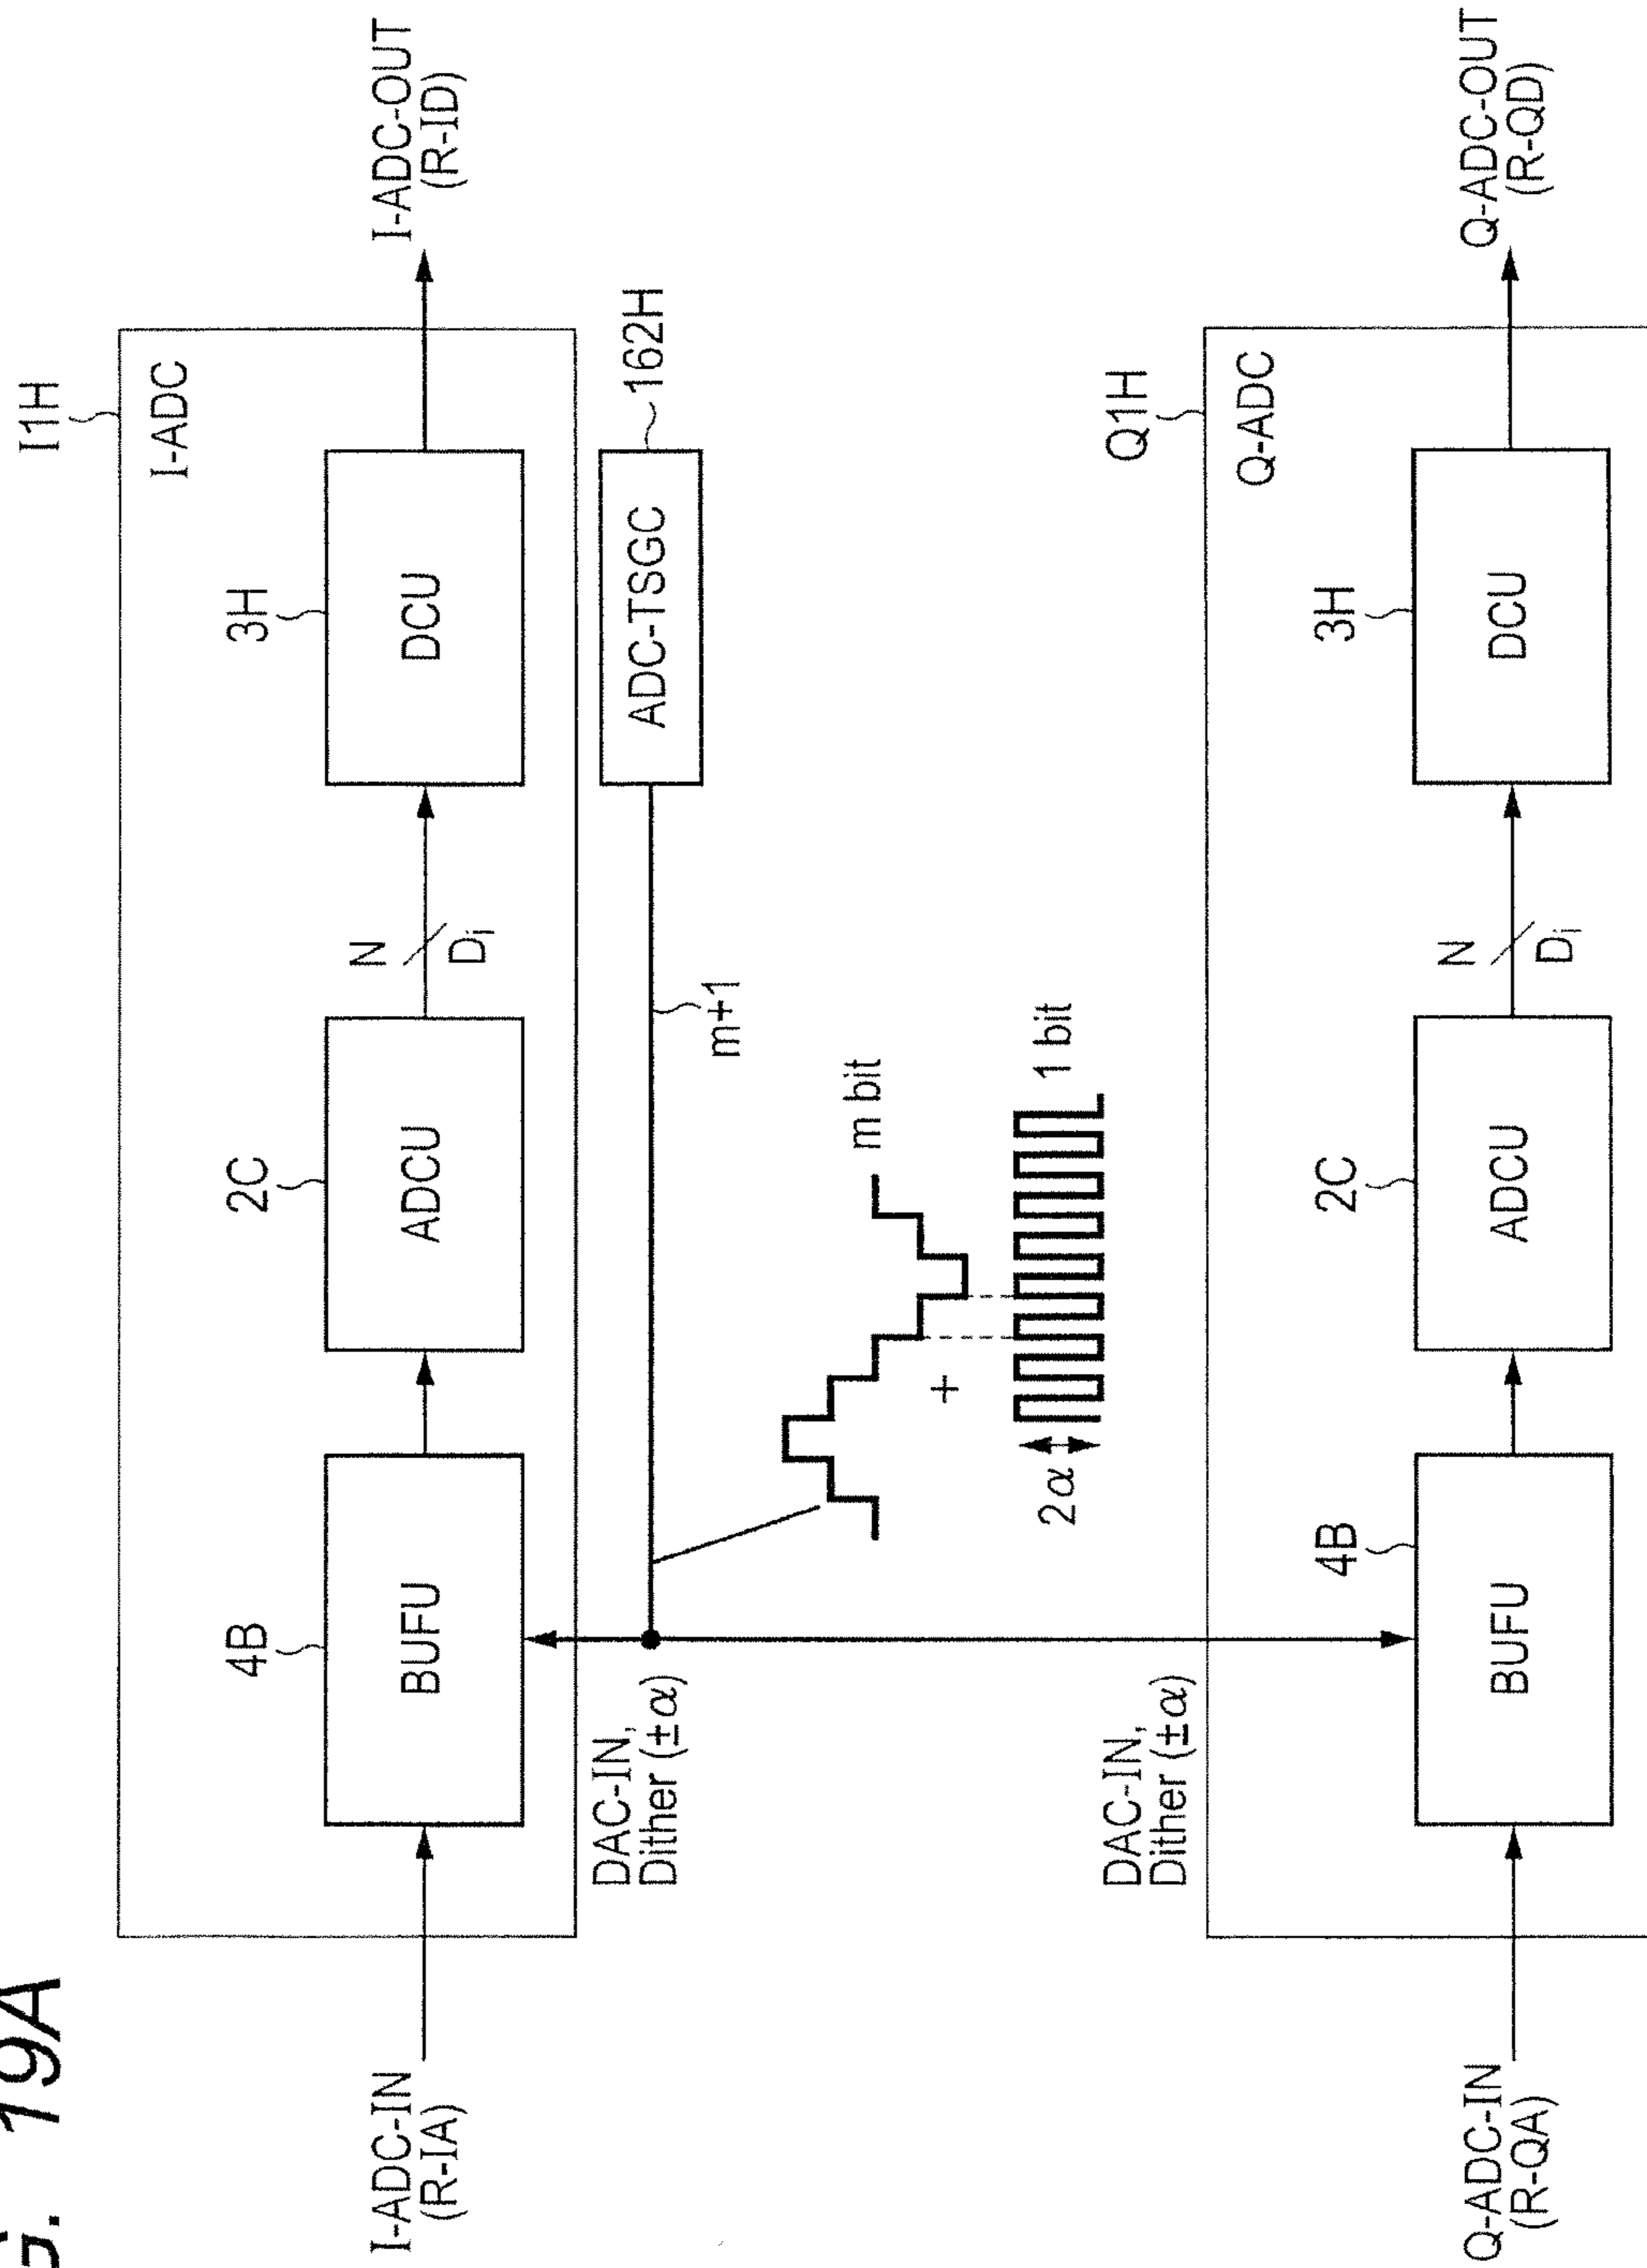 G. 19A
I1H
I-ADC
I-ADC-IN
(R-IA)
4B
BUFU
2C
ADCU
N
Di
3H
DCU
I-ADC-OUT
(R-ID)
DAC-IN,
Dither (±α)
m+1
ADC-TSGC
162H
m bit
+
2α
1 bit
DAC-IN,
Dither (±α)
Q1H
Q-ADC
Q-ADC-IN
(R-QA)
4B
BUFU
2C
ADCU
N
Di
3H
DCU
Q-ADC-OUT
(R-QD)